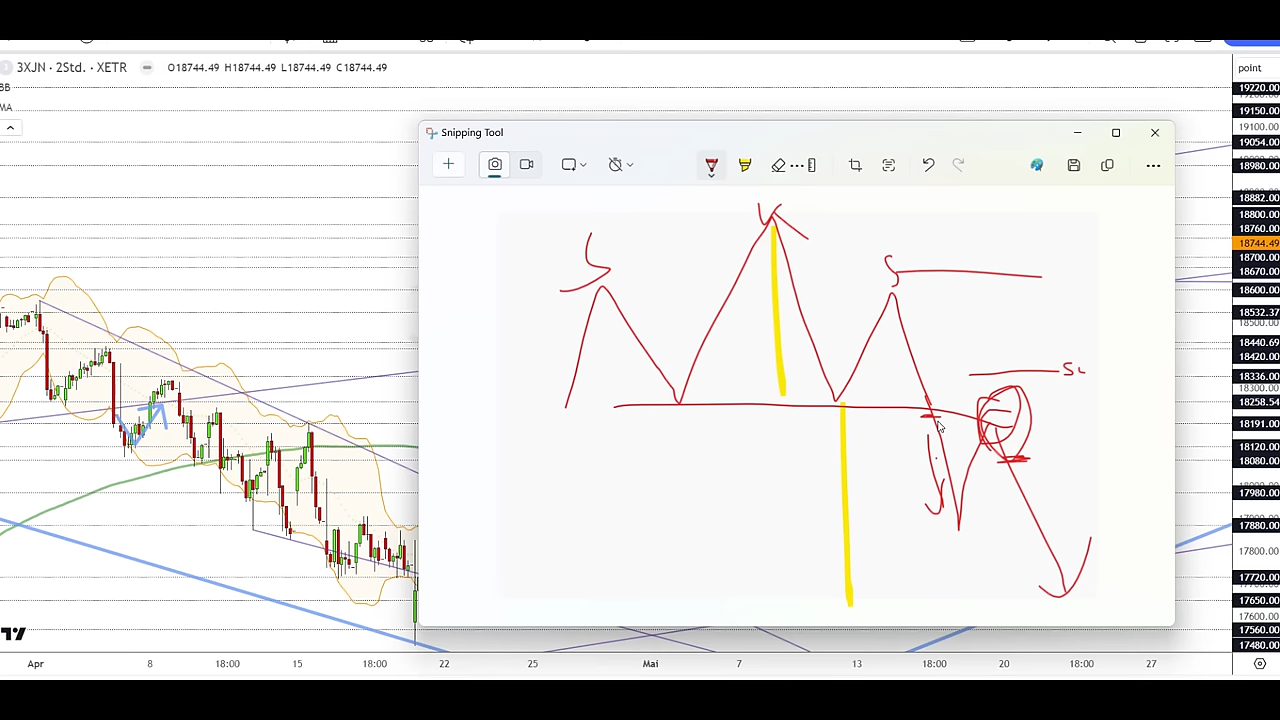 3XJN · 2Std. · XETR O18744.49 H18744.49 L18744.49 C18744.49
BB
MA
Snipping Tool
S
K
S
SL
point
19220.00
19150.00
19100.00
19054.00
18980.00
18882.00
18800.00
18760.00
18744.49
18700.00
18670.00
18600.00
18532.37
18440.69
18420.00
18336.00
18300.00
18258.54
18191.00
18120.00
18080.00
17980.00
17880.00
17800.00
17720.00
17650.00
17600.00
17560.00
17480.00
Apr 8 18:00 15 18:00 22 25 Mai 7 13 18:00 20 18:00 27